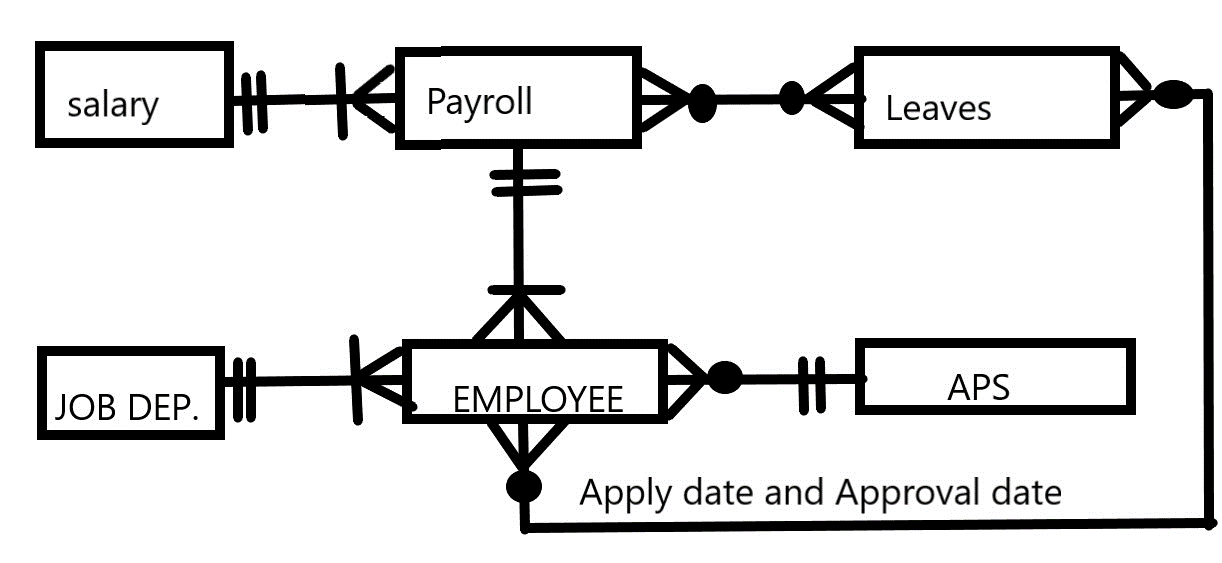 salary
Payroll
Leaves
JOB DEP.
EMPLOYEE
APS
Apply date and Approval date